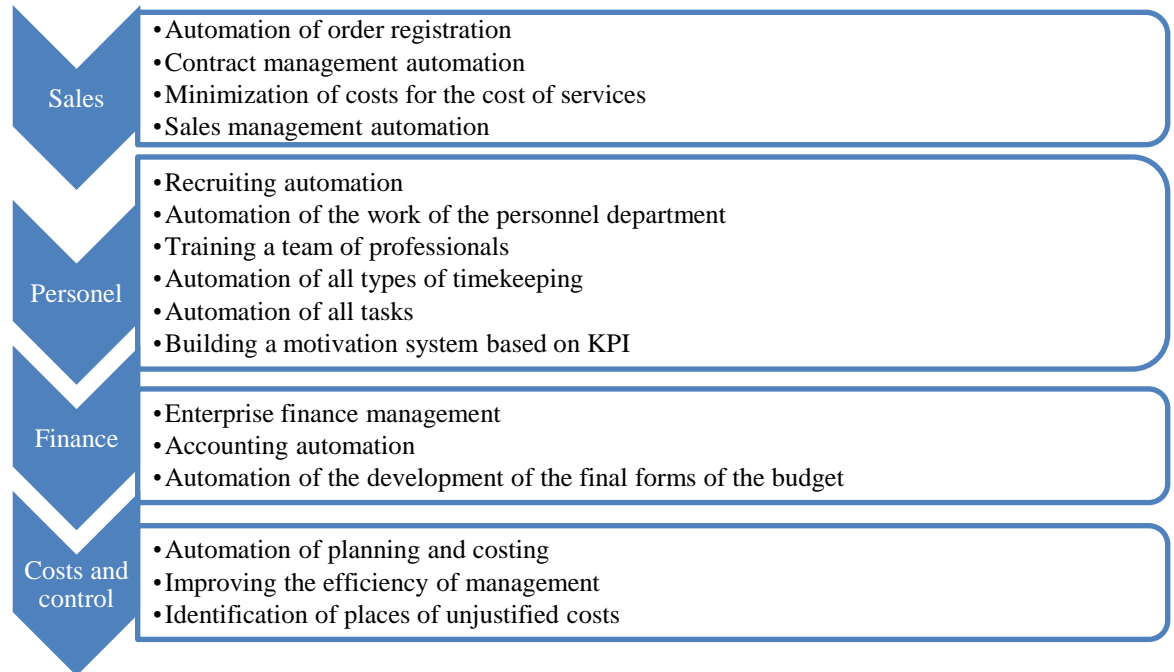 Sales
•Automation of order registration
•Contract management automation
•Minimization of costs for the cost of services
•Sales management automation
Personel
•Recruiting automation
•Automation of the work of the personnel department
•Training a team of professionals
•Automation of all types of timekeeping
•Automation of all tasks
•Building a motivation system based on KPI
Finance
•Enterprise finance management
•Accounting automation
•Automation of the development of the final forms of the budget
Costs and
control
•Automation of planning and costing
•Improving the efficiency of management
•Identification of places of unjustified costs